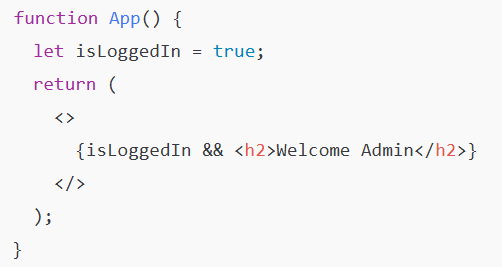 function App() {
  let isLoggedIn = true;
  return (
    <>
      {isLoggedIn && <h2>Welcome Admin</h2>}
    </>
  );
}